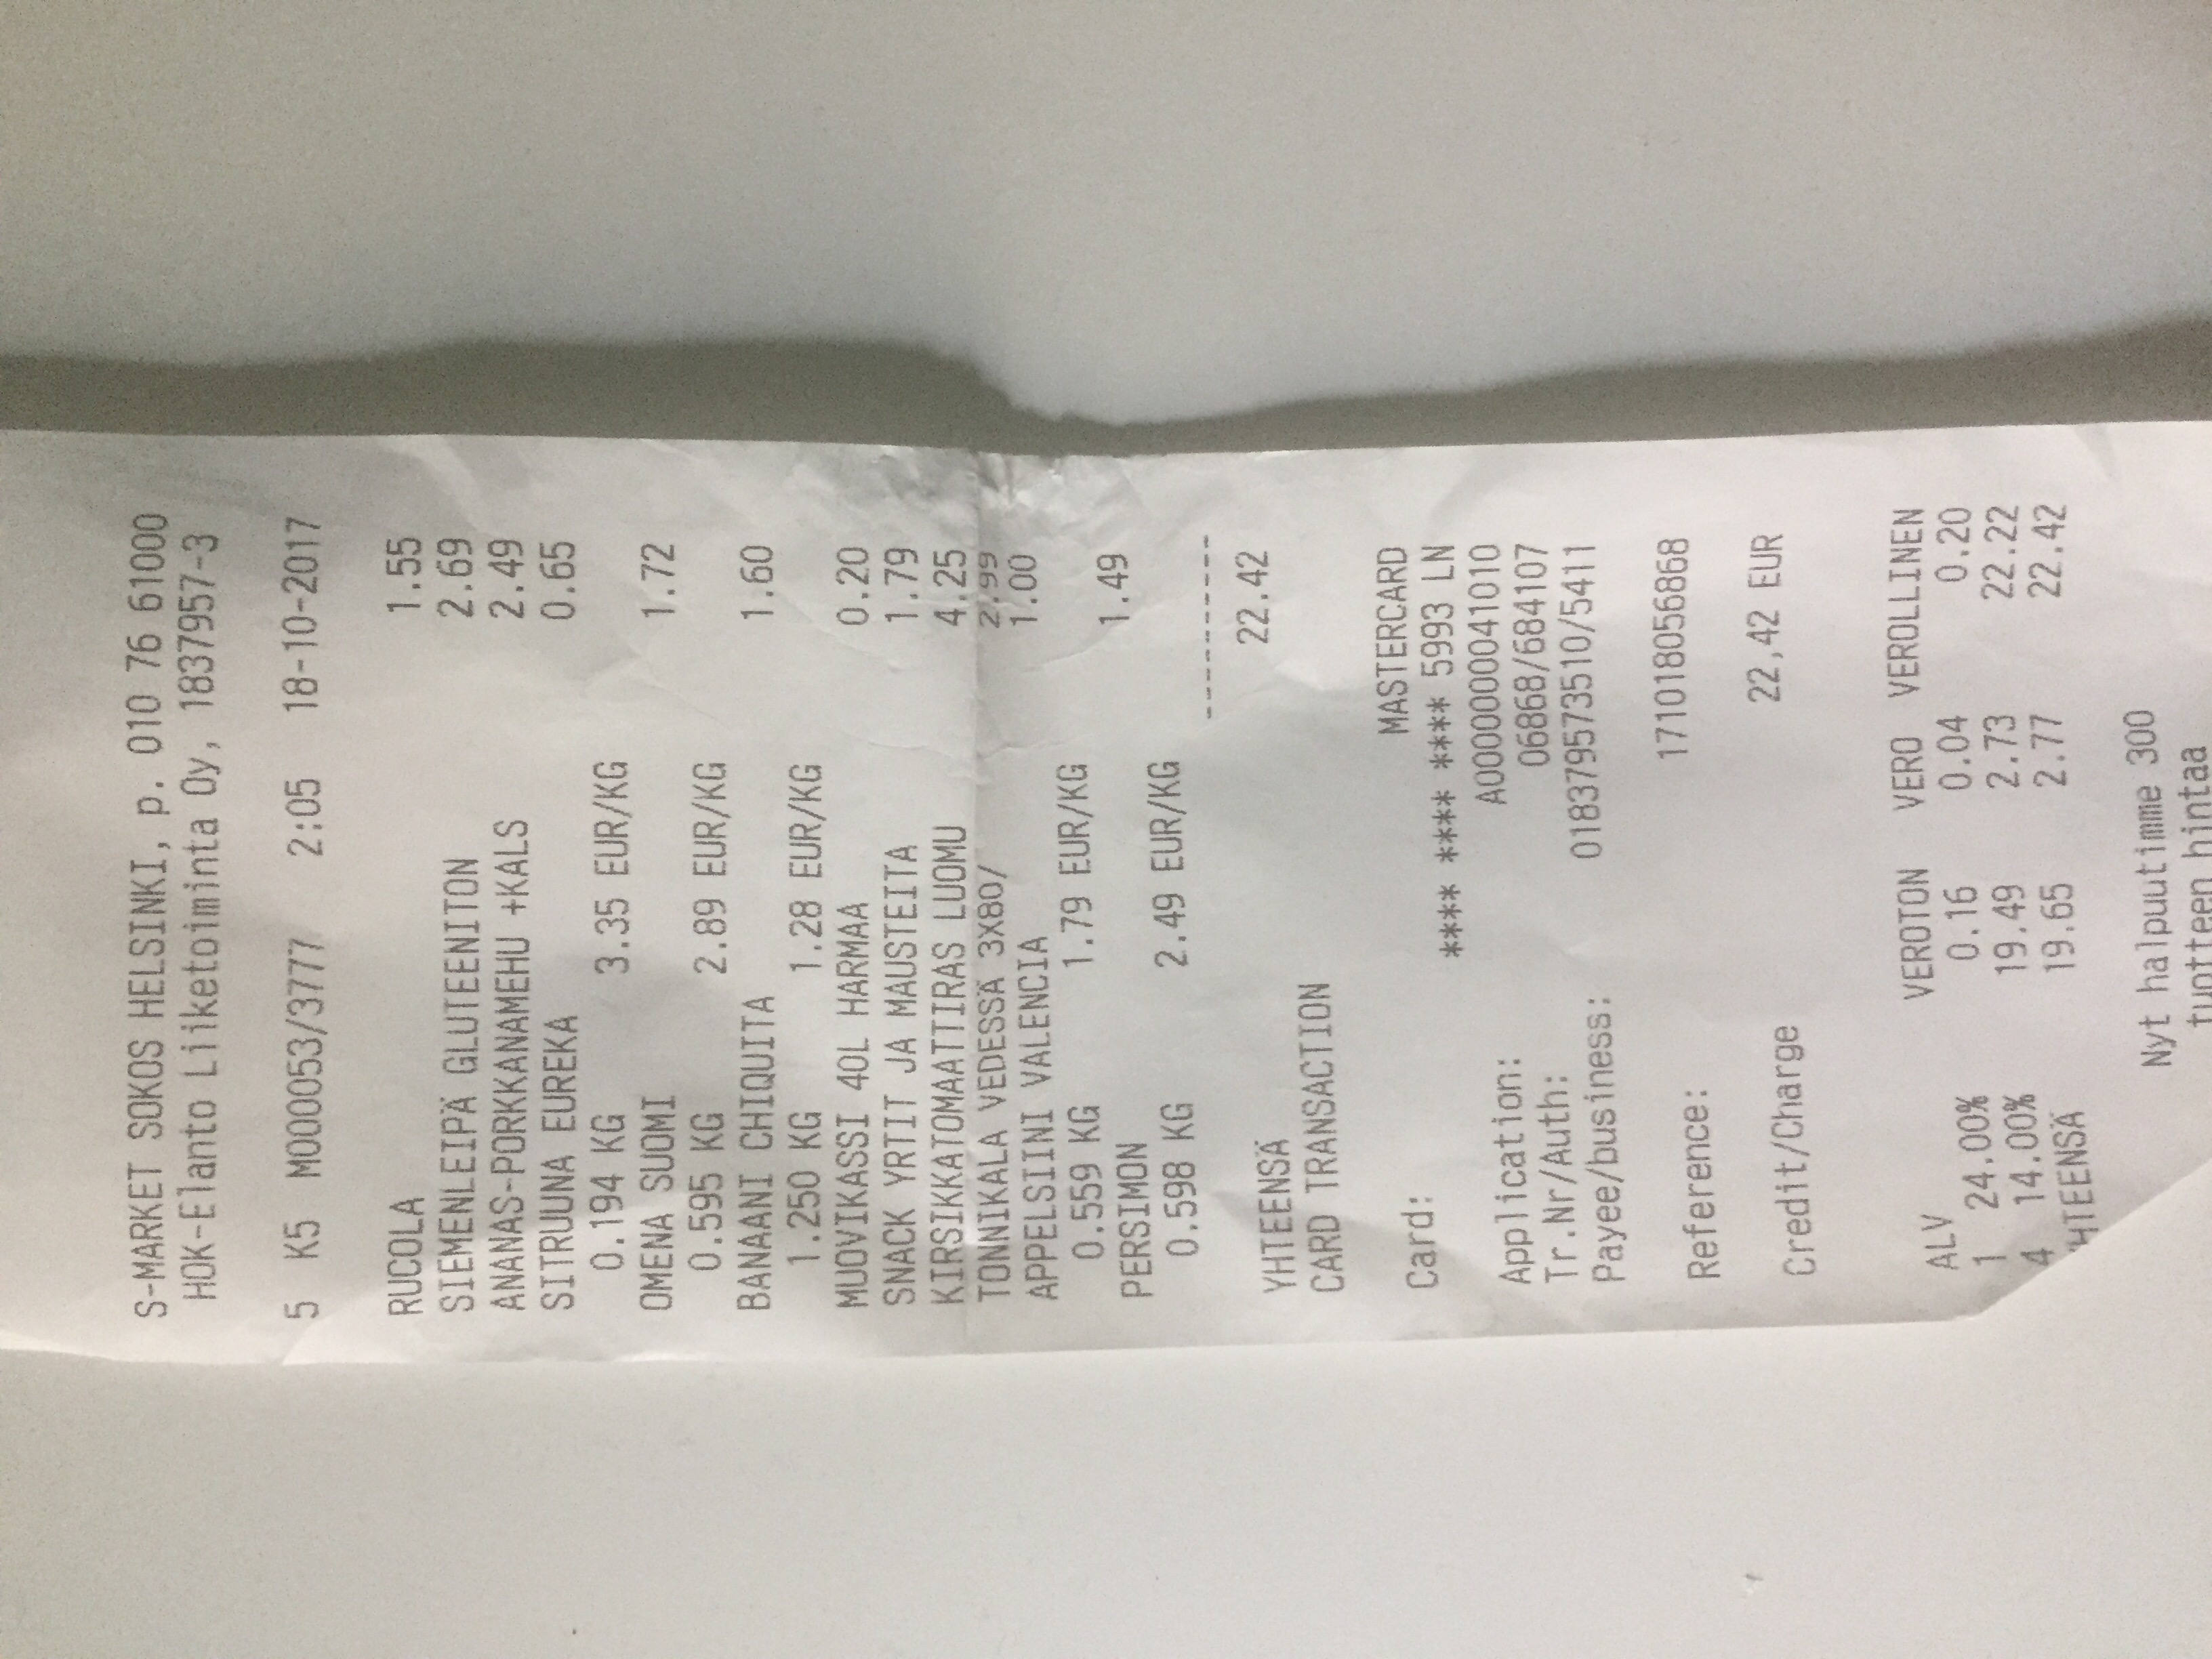 S-MARKET SOKOS HELSINKI, p. 010 76 61000
HOK-Elanto Liiketoiminta Oy, 1837957-3
5 K5 M000053/3777 2:05 18-10-2017
RUCOLA 1.55
SIEMENLEIPÄ GLUTEENITON 2.69
ANANAS-PORKKANAMEHU +KALS 2.49
SITRUUNA EUREKA 0.65
0.194 KG 3.35 EUR/KG
OMENA SUOMI 1.72
0.595 KG 2.89 EUR/KG
BANAANI CHIQUITA 1.60
1.250 KG 1.28 EUR/KG
MUOVIKASSI 40L HARMAA 0.20
SNACK YRTIT JA MAUSTEITA 1.79
KIRSIKKATOMAATTIRAS LUOMU 4.25
TONNIKALA VEDESSÄ 3X80/ 2.99
APPELSIINI VALENCIA 1.00
0.559 KG 1.79 EUR/KG
PERSIMON 1.49
0.598 KG 2.49 EUR/KG
----------
YHTEENSÄ 22.42
CARD TRANSACTION
Card: MASTERCARD
**** **** **** 5993 LN
Application: A0000000041010
Tr.Nr/Auth: 06868/684107
Payee/business: 018379573510/5411
Reference: 171018056868
Credit/Charge 22,42 EUR
ALV VEROTON VERO VEROLLINEN
1 24.00% 0.16 0.04 0.20
4 14.00% 19.49 2.73 22.22
YHTEENSÄ 19.65 2.77 22.42
Nyt halpuutimme 300
tuotteen hintaa